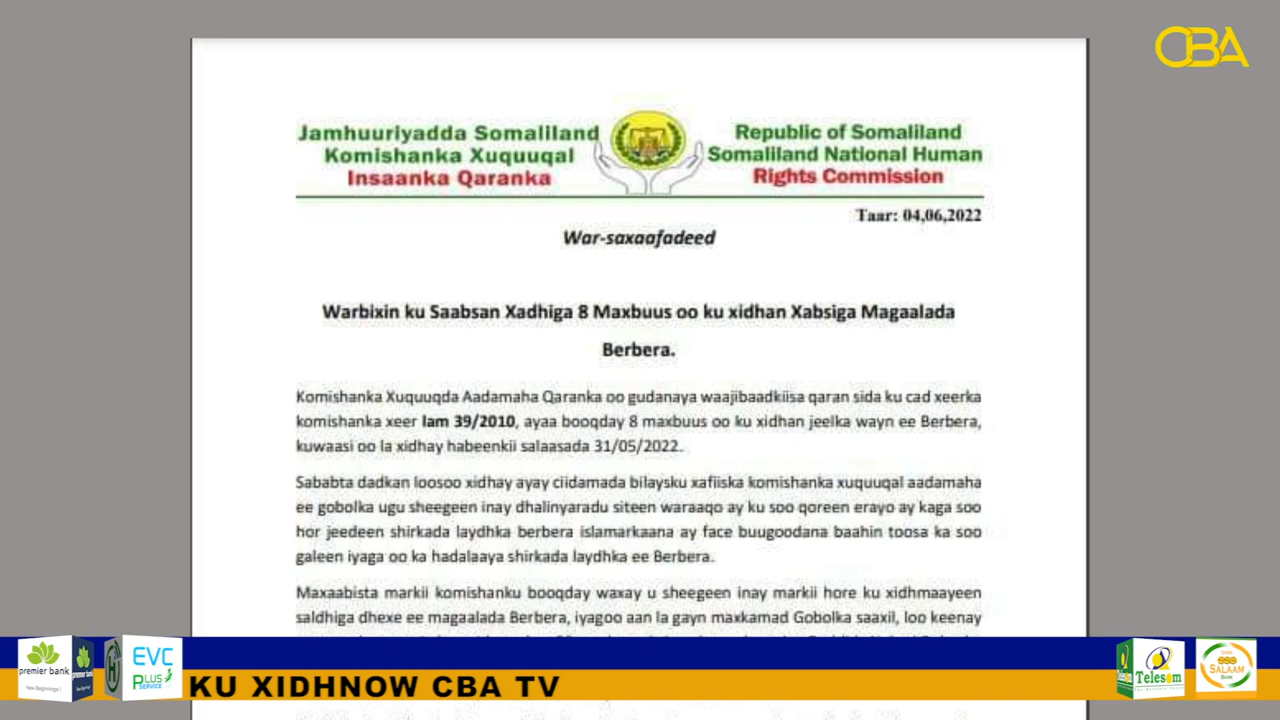 CBA
Jamhuuriyadda Somaliland
Komishanka Xuquuqal
Insaanka Qaranka
Republic of Somaliland
Somaliland National Human
Rights Commission
Taar: 04,06,2022
War-saxaafadeed
Warbixin ku Saabsan Xadhiga 8 Maxbuus oo ku xidhan Xabsiga Magaalada
Berbera.
Komishanka Xuquuqda Aadamaha Qaranka oo gudanaya waajibaadkiisa qaran sida ku cad xeerka
komishanka xeer lam 39/2010, ayaa booqday 8 maxbuus oo ku xidhan jeelka wayn ee Berbera,
kuwaasi oo la xidhay habeenkii salaasada 31/05/2022.
Sababta dadkan loosoo xidhay ayay ciidamada bilaysku xafiiska komishanka xuquuqal aadamaha
ee gobolka ugu sheegeen inay dhalinyaradu siteen waraaqo ay ku soo qoreen erayo ay kaga soo
hor jeedeen shirkada laydhka berbera islamarkaana ay face buugoodana baahin toosa ka soo
galeen iyaga oo ka hadalaaya shirkada laydhka ee Berbera.
Maxaabista markii komishanku booqday waxay u sheegeen inay markii hore ku xidhmaayeen
saldhiga dhexe ee magaalada Berbera, iyagoo aan la gayn maxkamad Gobolka saaxil, loo keenay
premier bank
New Beginnings!
EVC
PLUS
SERVICE
KU XIDHNOW CBA TV
Telesom
SALAAM
Bank